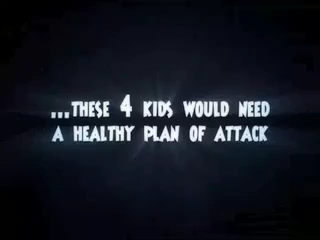 ...THESE 4 KIDS WOULD NEED
A HEALTHY PLAN OF ATTACK